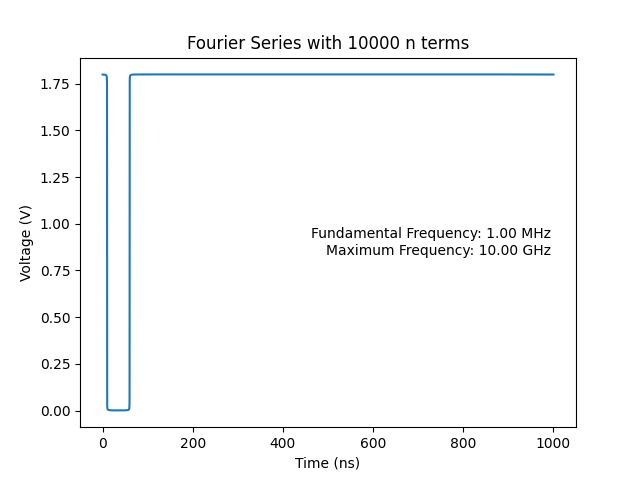 Fourier Series with 10000 n terms
1.75
1.50
1.25
1.00
0.75
0.50
0.25
0.00
Voltage (V)
Fundamental Frequency: 1.00 MHz
Maximum Frequency: 10.00 GHz
0 200 400 600 800 1000
Time (ns)